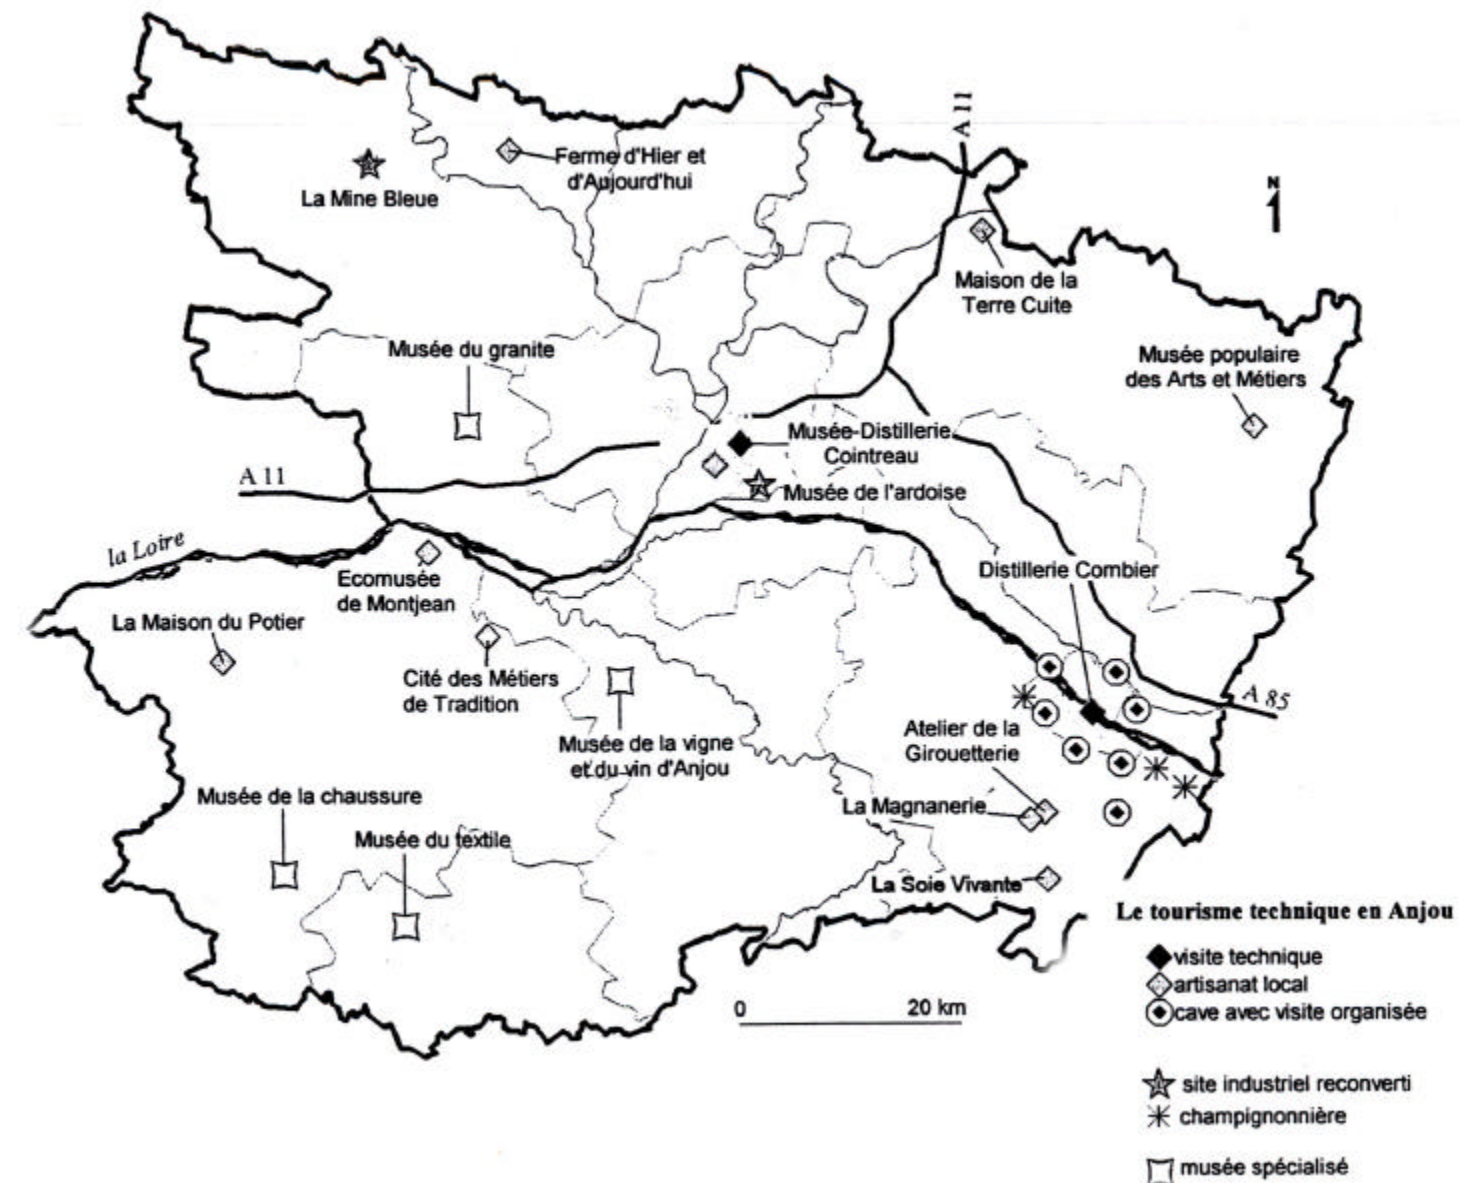 A 11
N
Ferme d'Hier et
d'Aujourd'hui
La Mine Bleue
Maison de la
Terre Cuite
Musée du granite
Musée populaire
des Arts et Métiers
Musée-Distillerie
Cointreau
A 11
Musée de l'ardoise
la Loire
Ecomusée
de Montjean
Distillerie Combier
La Maison du Potier
Cité des Métiers
de Tradition
A 85
Musée de la vigne
et du vin d'Anjou
Atelier de la
Girouetterie
Musée de la chaussure
La Magnanerie
Musée du textile
La Soie Vivante
Le tourisme technique en Anjou
visite technique
artisanat local
cave avec visite organisée
0 20 km
site industriel reconverti
champignonnière
musée spécialisé